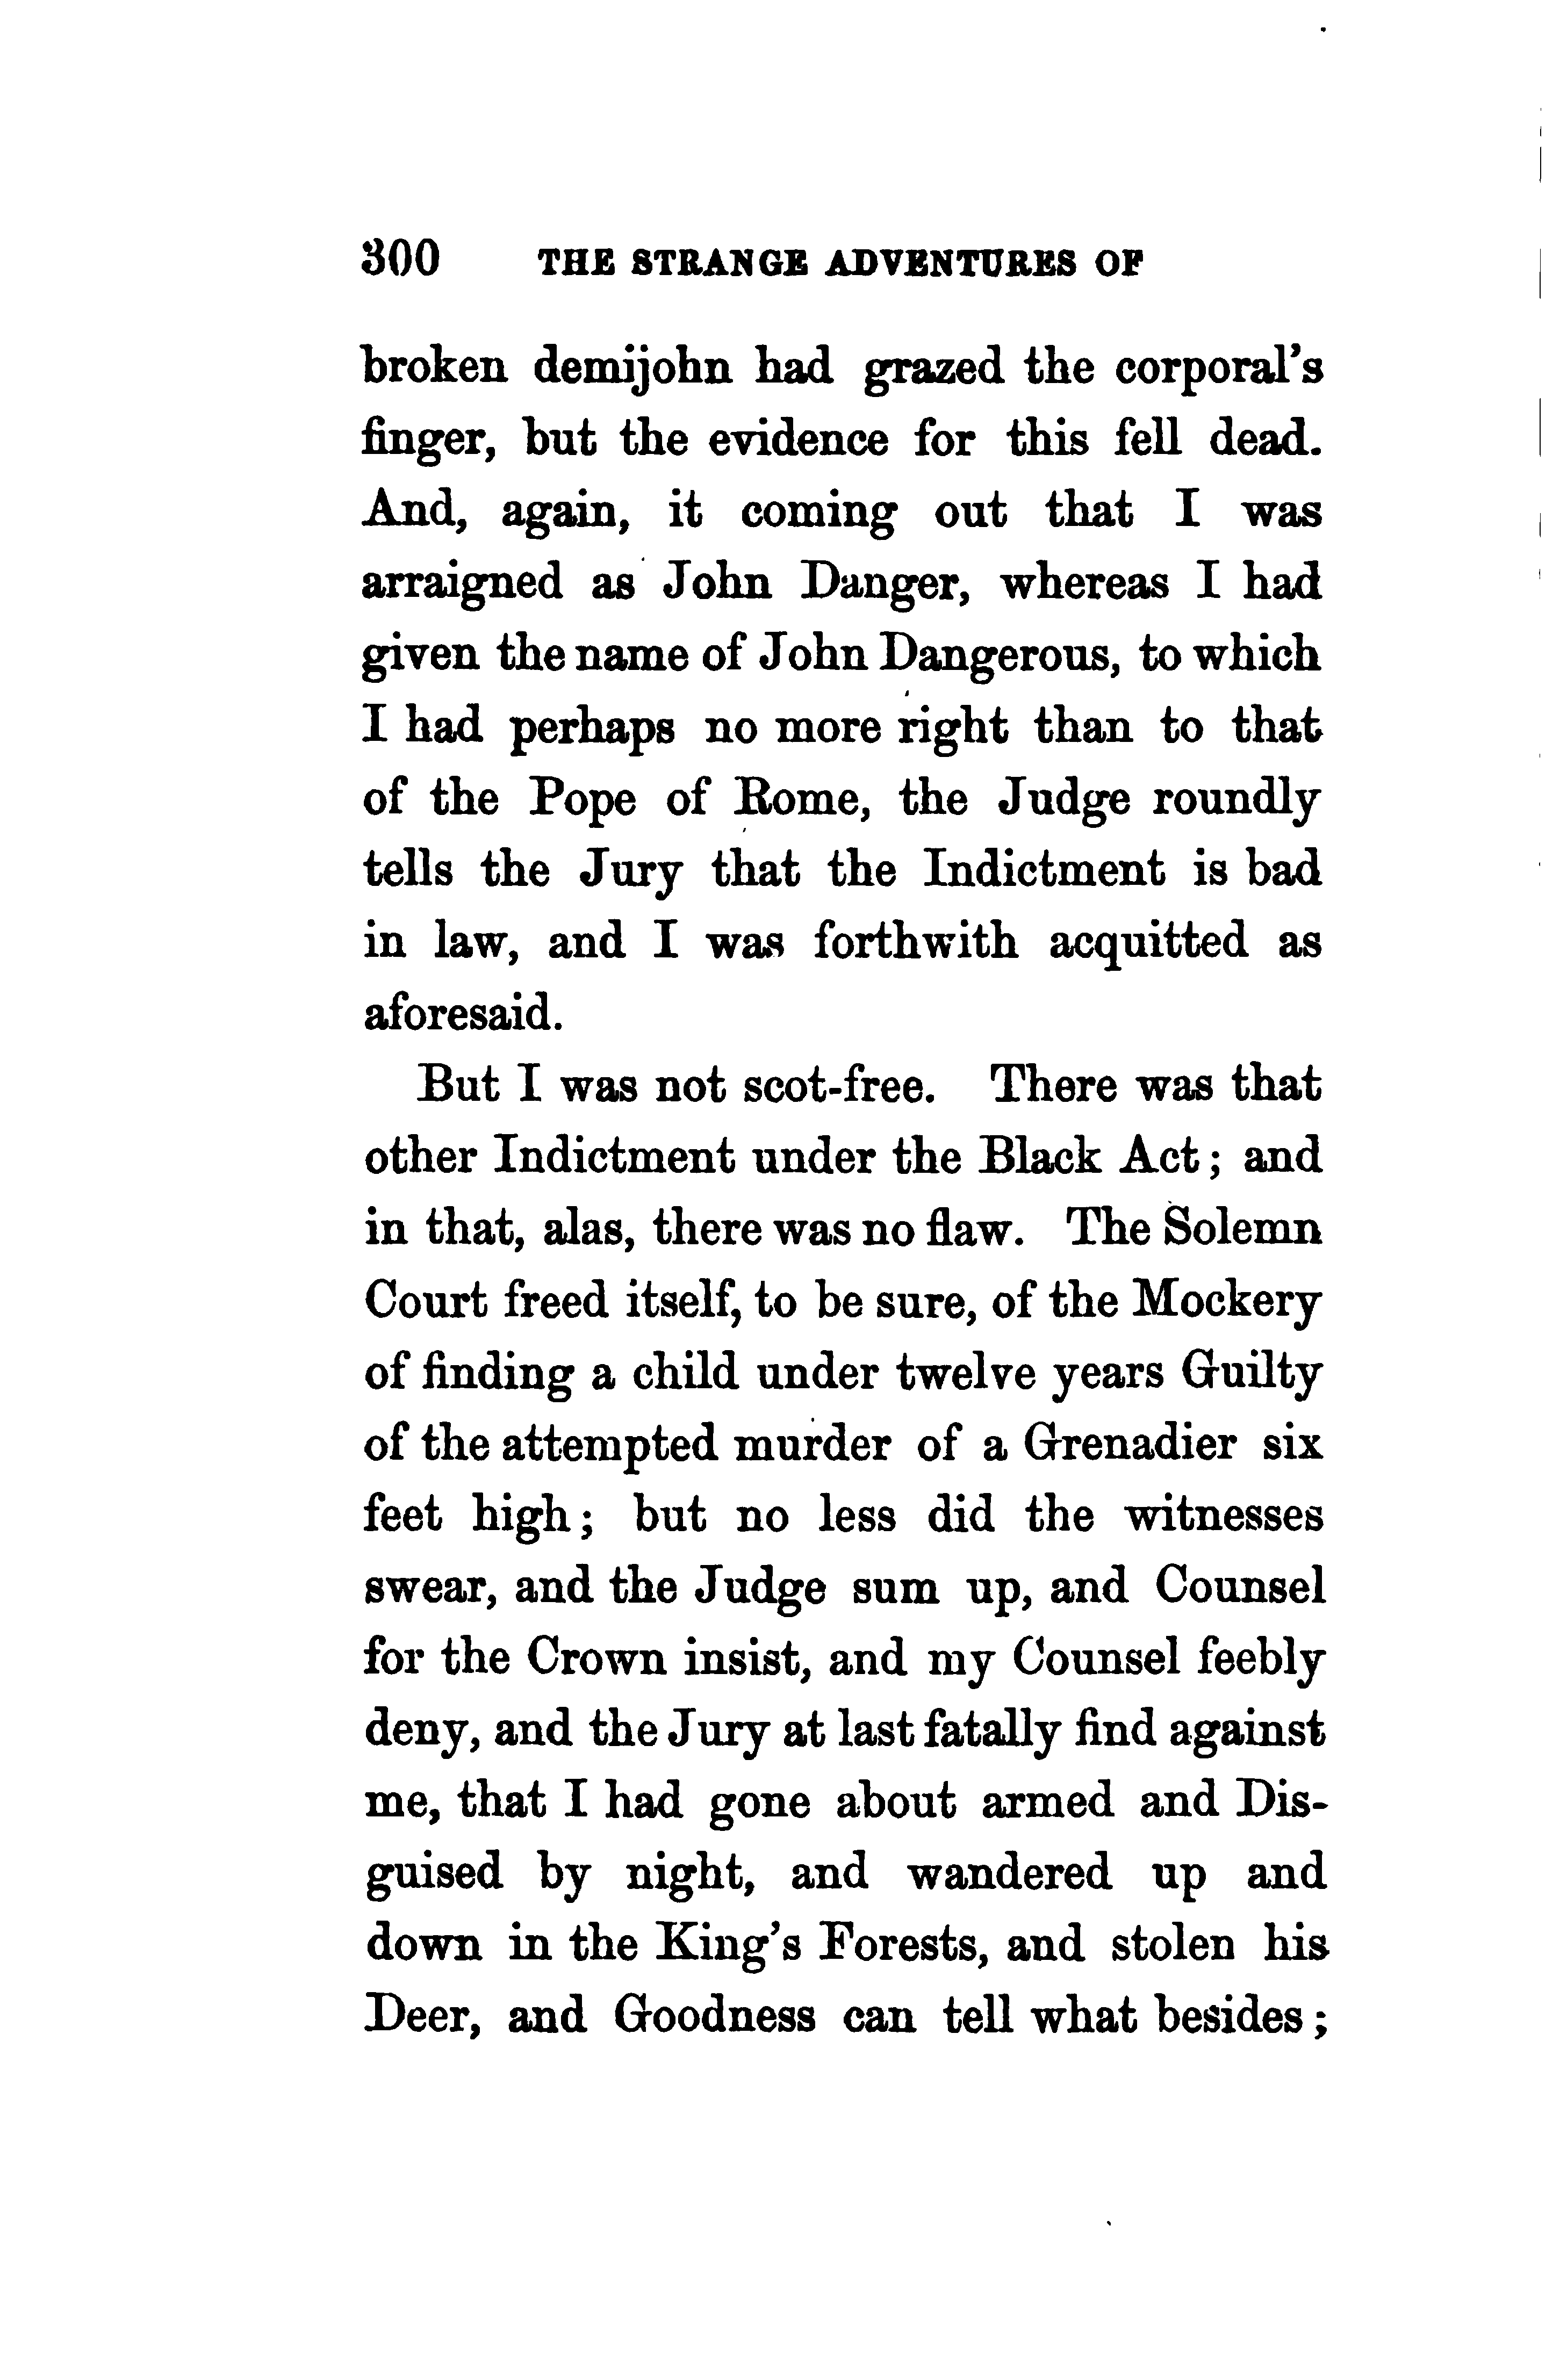 300 THE STRANGE ADVENTURES OF
broken demijohn had grazed the corporal's
finger, but the evidence for this fell dead.
And, again, it coming out that I was
arraigned as John Danger, whereas I had
given the name of John Dangerous, to which
I had perhaps no more right than to that
of the Pope of Rome, the Judge roundly
tells the Jury that the Indictment is bad
in law, and I was forthwith acquitted as
aforesaid.
But I was not scot-free. There was that
other Indictment under the Black Act; and
in that, alas, there was no flaw. The Solemn
Court freed itself, to be sure, of the Mockery
of finding a child under twelve years Guilty
of the attempted murder of a Grenadier six
feet high; but no less did the witnesses
swear, and the Judge sum up, and Counsel
for the Crown insist, and my Counsel feebly
deny, and the Jury at last fatally find against
me, that I had gone about armed and Dis-
guised by night, and wandered up and
down in the King's Forests, and stolen his
Deer, and Goodness can tell what besides;